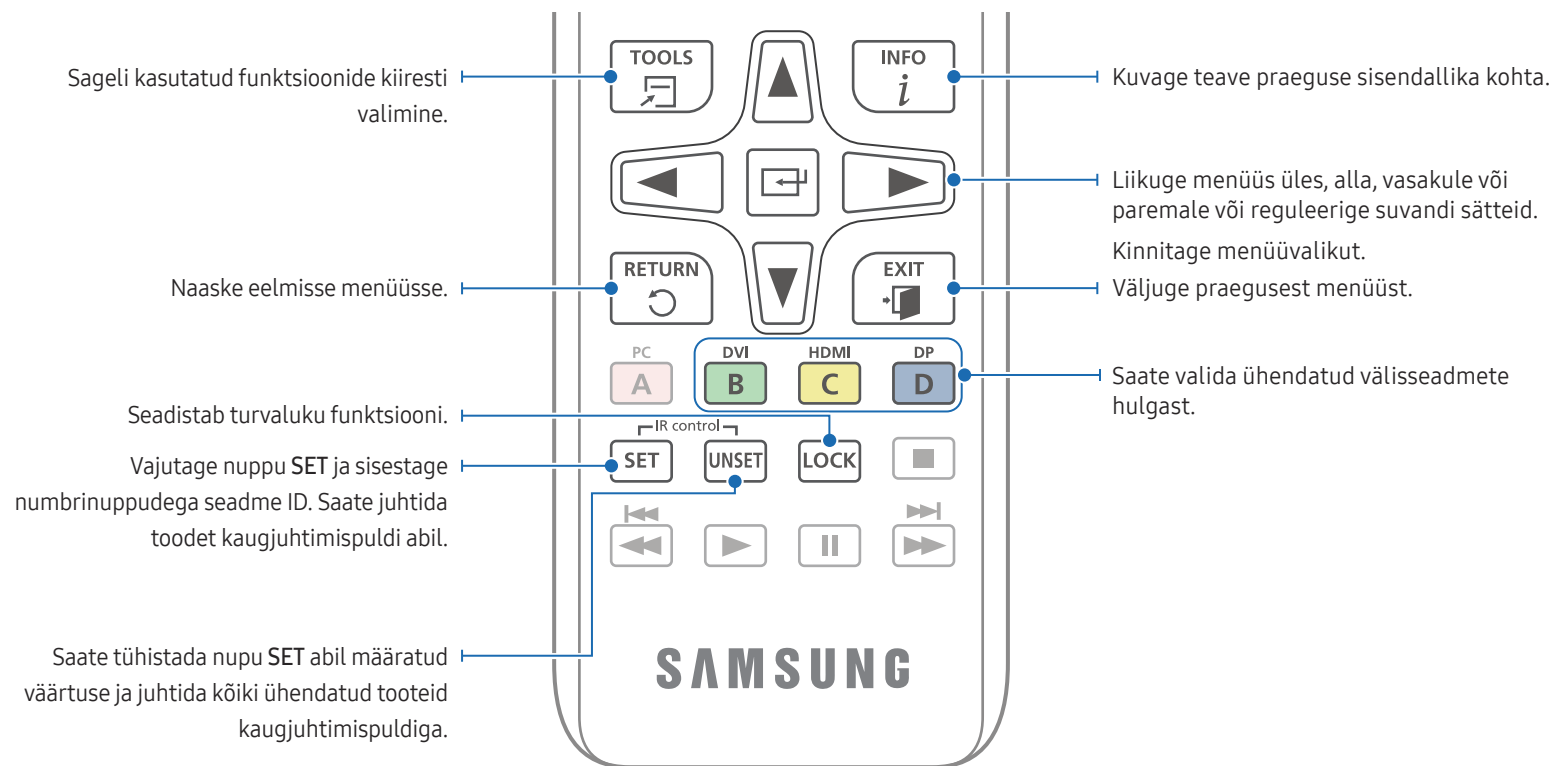 TOOLS
INFO
i
Sageli kasutatud funktsioonide kiiresti
valimine.
Kuvage teave praeguse sisendallika kohta.
Liikuge menüüs üles, alla, vasakule või
paremale või reguleerige suvandi sätteid.
Kinnitage menüüvalikut.
RETURN
EXIT
Naaske eelmisse menüüsse.
Väljuge praegusest menüüst.
PC
DVI
HDMI
DP
A
B
C
D
Saate valida ühendatud välisseadmete
hulgast.
Seadistab turvaluku funktsiooni.
IR control
SET
UNSET
LOCK
Vajutage nuppu SET ja sisestage
numbrinuppudega seadme ID. Saate juhtida
toodet kaugjuhtimispuldi abil.
Saate tühistada nupu SET abil määratud
väärtuse ja juhtida kõiki ühendatud tooteid
kaugjuhtimispuldiga.
SAMSUNG